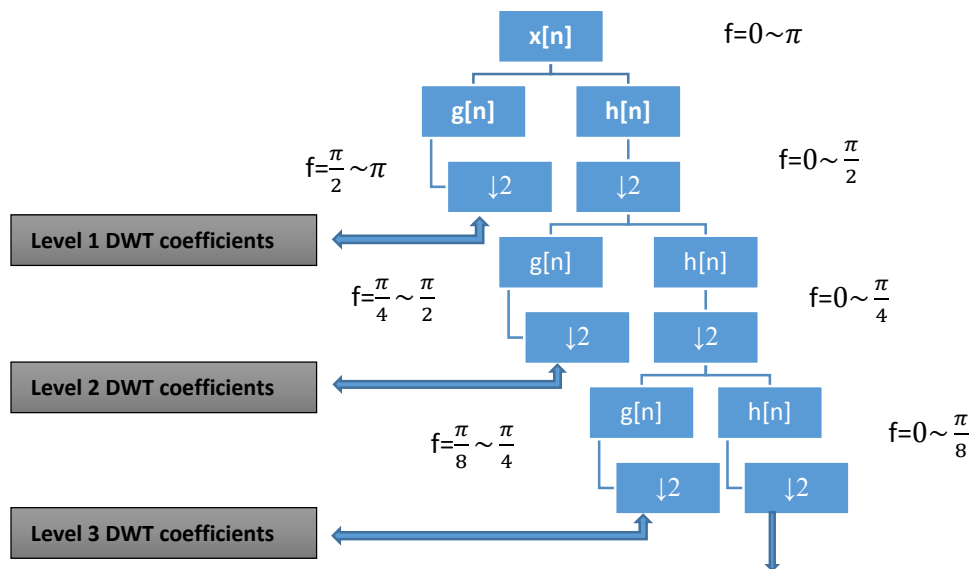 x[n]
f=0~π
g[n]
h[n]
f=π/2~π
f=0~π/2
↓2
↓2
Level 1 DWT coefficients
g[n]
h[n]
f=π/4~π/2
f=0~π/4
↓2
↓2
Level 2 DWT coefficients
g[n]
h[n]
f=π/8~π/4
f=0~π/8
↓2
↓2
Level 3 DWT coefficients